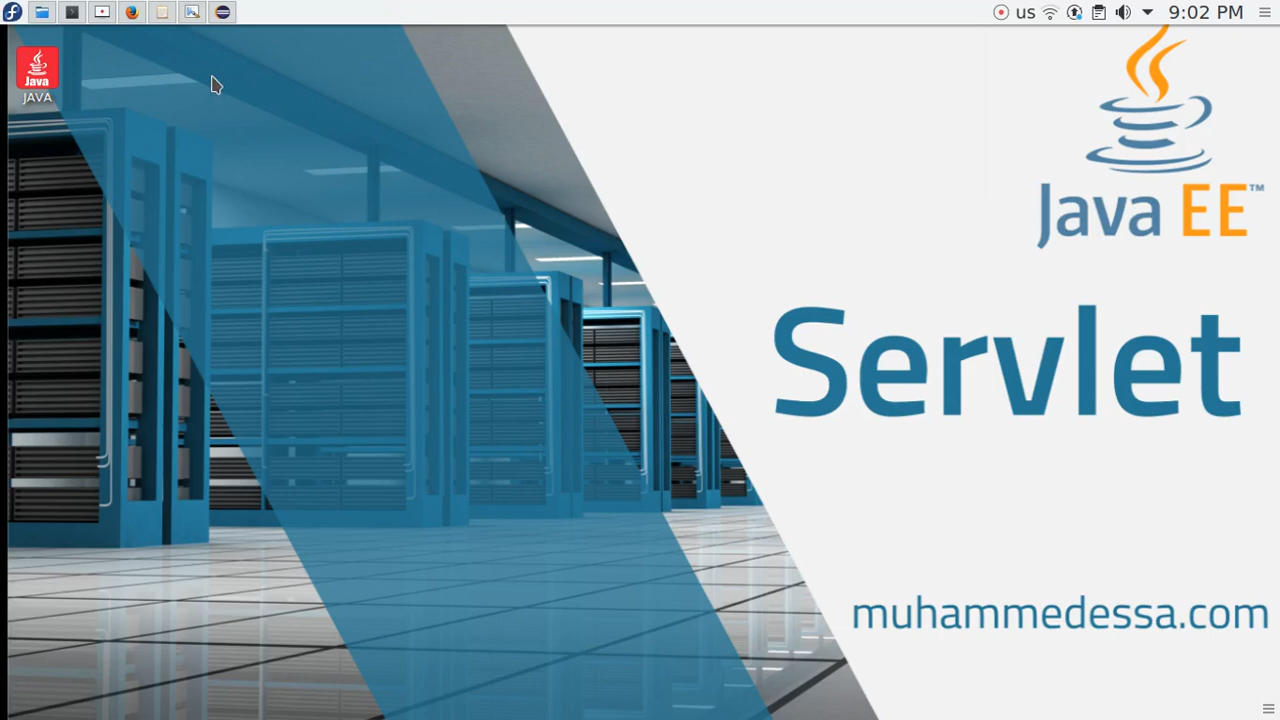 us
9:02 PM
Java
JAVA
Java EE™
Servlet
muhammedessa.com